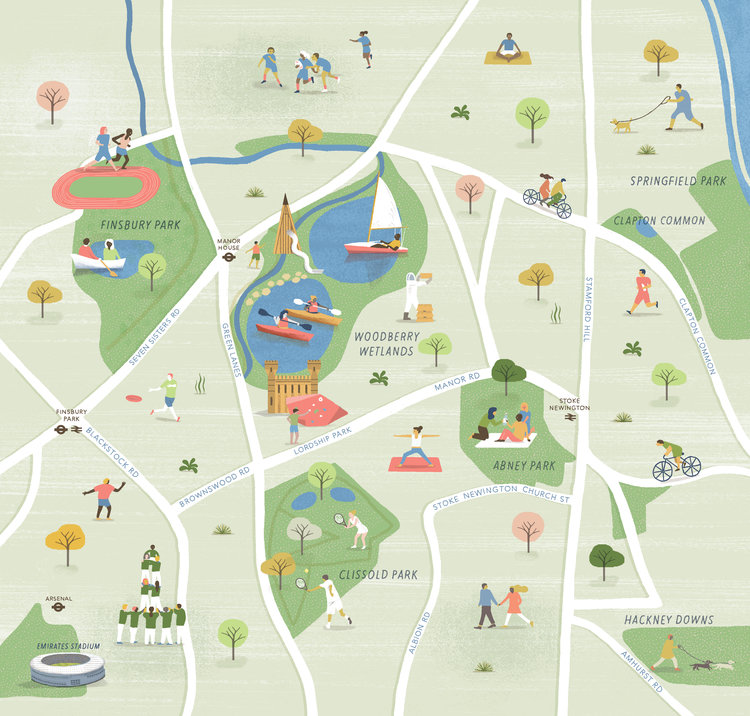 SPRINGFIELD PARK
CLAPTON COMMON
FINSBURY PARK
MANOR
HOUSE
STAMFORD HILL
CLAPTON COMMON
SEVEN SISTERS RD
GREEN LANES
WOODBERRY
WETLANDS
MANOR RD
STOKE
NEWINGTON
FINSBURY
PARK
BLACKSTOCK RD
LORDSHIP PARK
BROWNSWOOD RD
ABNEY PARK
STOKE NEWINGTON CHURCH ST
CLISSOLD PARK
ARSENAL
ALBION RD
HACKNEY DOWNS
EMIRATES STADIUM
AMHURST RD